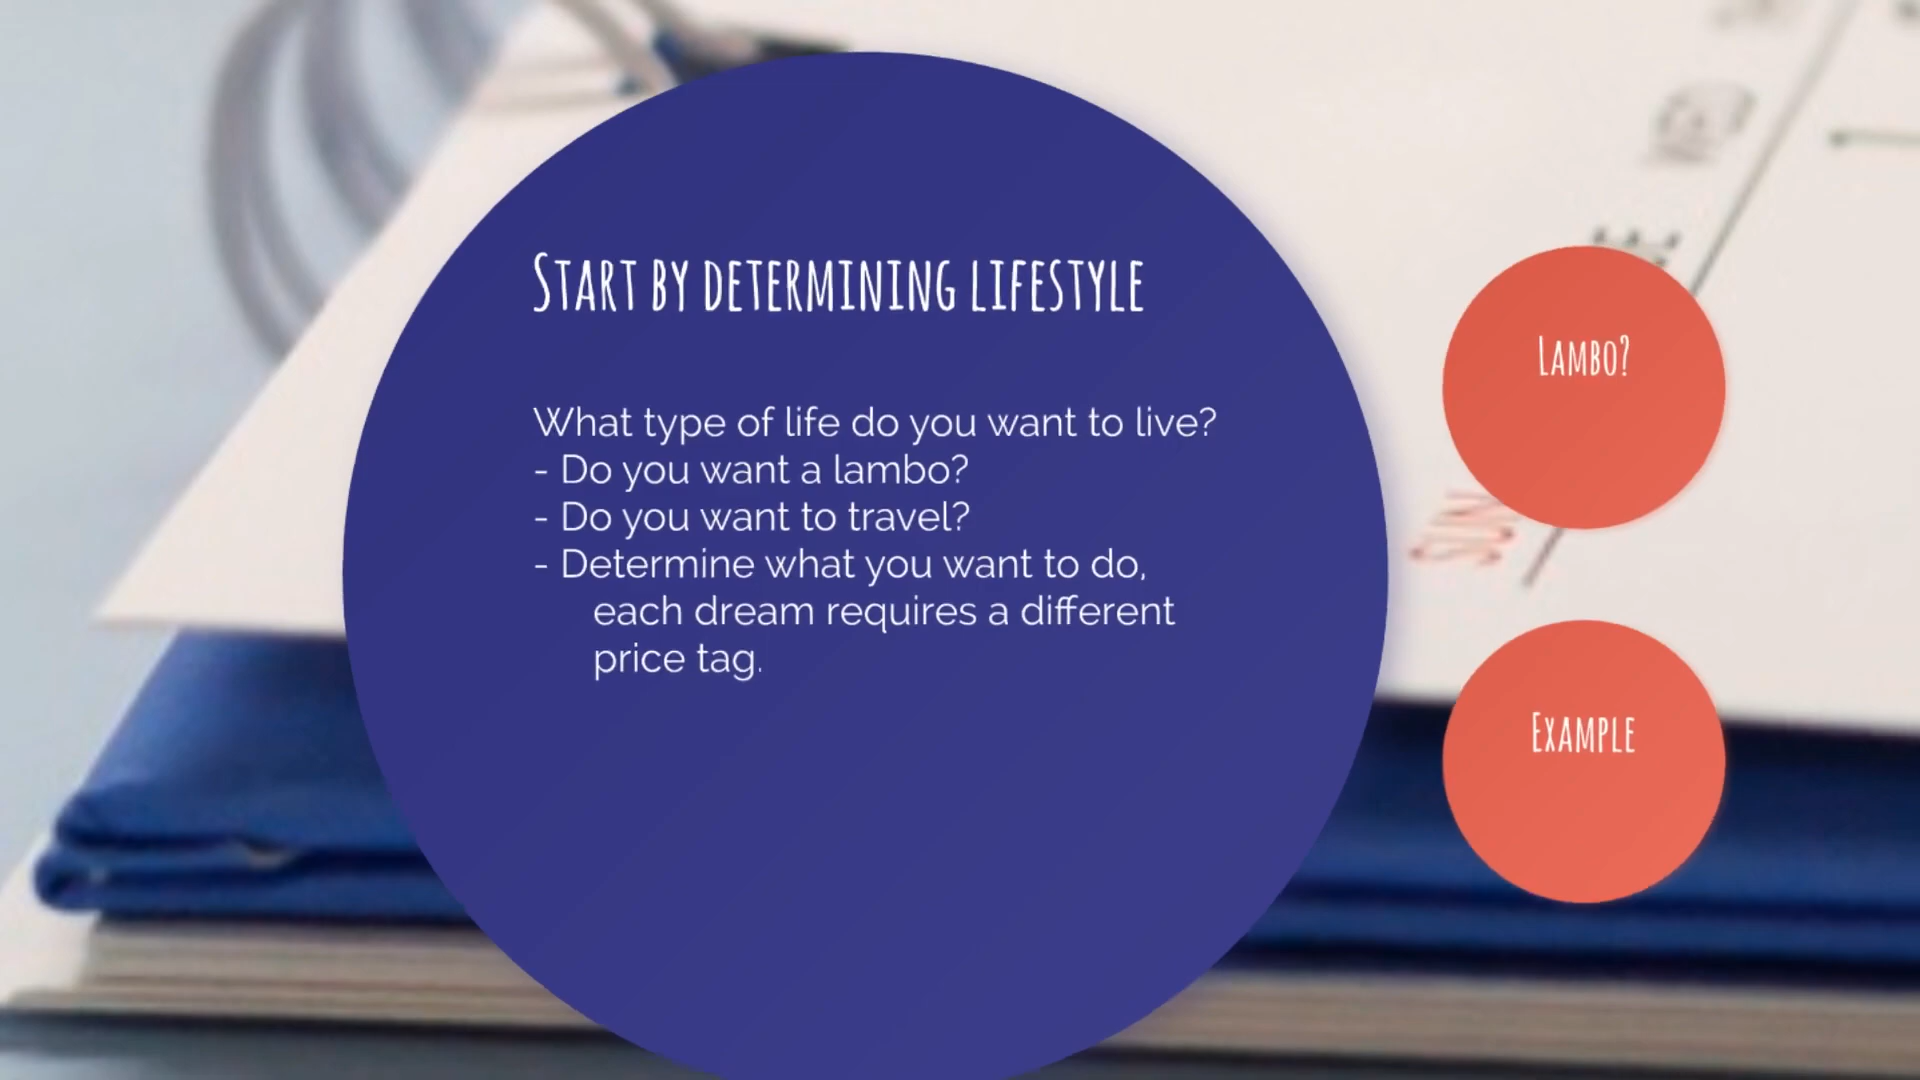 Start by determining lifestyle
What type of life do you want to live?
- Do you want a lambo?
- Do you want to travel?
- Determine what you want to do,
each dream requires a different
price tag.
Lambo?
Example